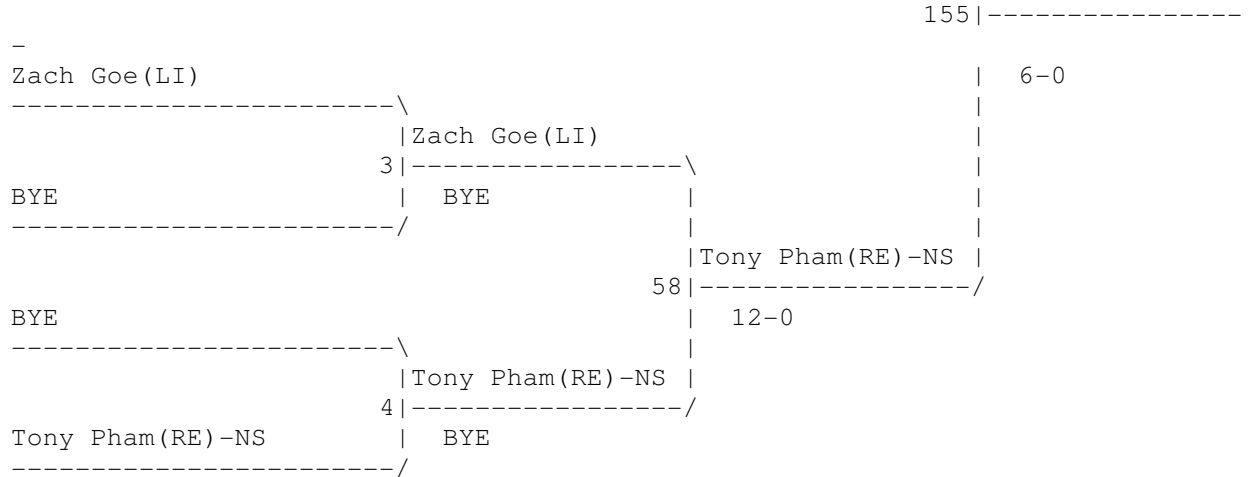 155|----------------
-
Zach Goe(LI) | 6-0
------------------------\ |
|Zach Goe(LI) |
3|-----------------\ |
BYE | BYE | |
------------------------/ | |
|Tony Pham(RE)-NS |
58|-----------------/
BYE | 12-0
------------------------\ |
|Tony Pham(RE)-NS |
4|-----------------/
Tony Pham(RE)-NS | BYE
------------------------/